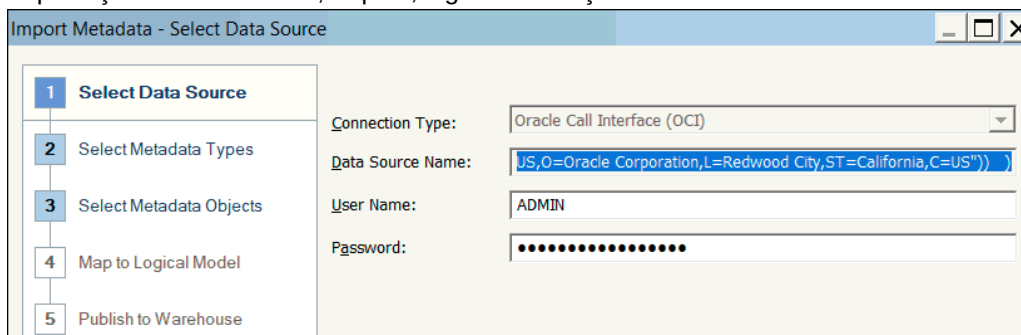 Import Metadata - Select Data Source
1 Select Data Source
2 Select Metadata Types
3 Select Metadata Objects
4 Map to Logical Model
5 Publish to Warehouse
Connection Type: Oracle Call Interface (OCI)
Data Source Name: US,O=Oracle Corporation,L=Redwood City,ST=California,C=US")) )
User Name: ADMIN
Password: •••••••••••••••••